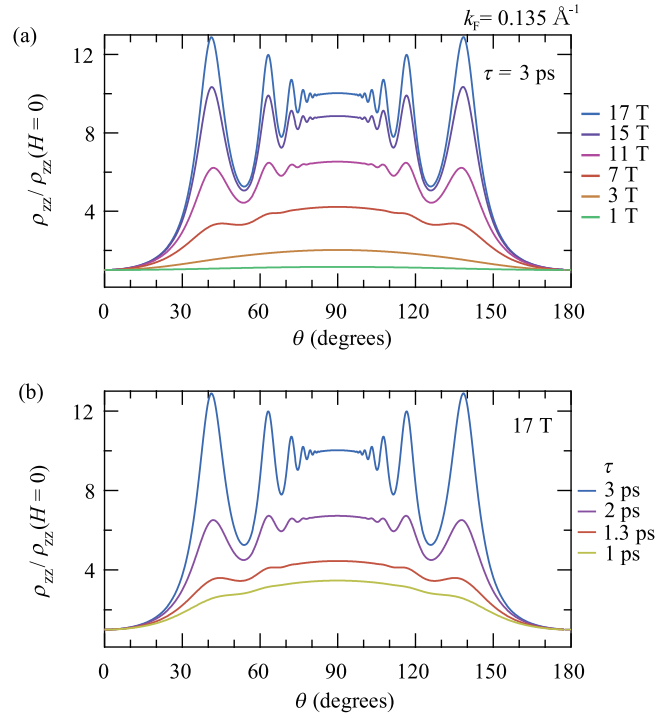 k_F = 0.135 Å⁻¹
(a)
τ = 3 ps
12
8
4
ρ_zz / ρ_zz (H = 0)
17 T
15 T
11 T
7 T
3 T
1 T
0 30 60 90 120 150 180
θ (degrees)
(b)
17 T
12
8
4
ρ_zz / ρ_zz (H = 0)
τ
3 ps
2 ps
1.3 ps
1 ps
0 30 60 90 120 150 180
θ (degrees)